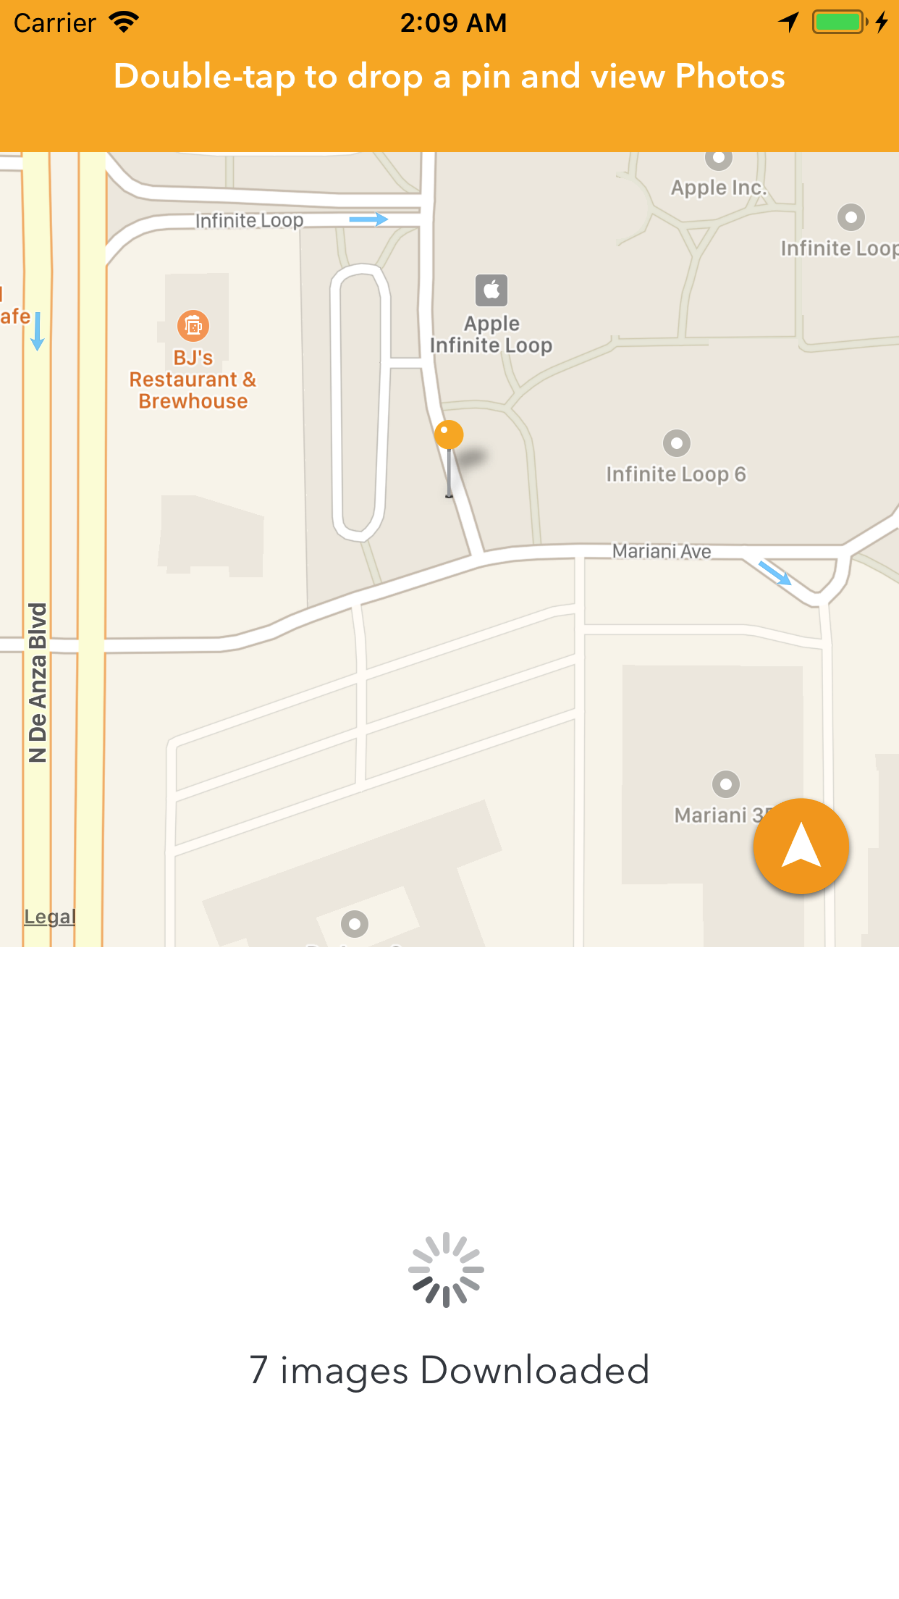 Carrier
2:09 AM
Double-tap to drop a pin and view Photos
Apple Inc.
Infinite Loop
Infinite Loop
afe
Apple
Infinite Loop
BJ's
Restaurant &
Brewhouse
Infinite Loop 6
Mariani Ave
N De Anza Blvd
Mariani
Legal
7 images Downloaded